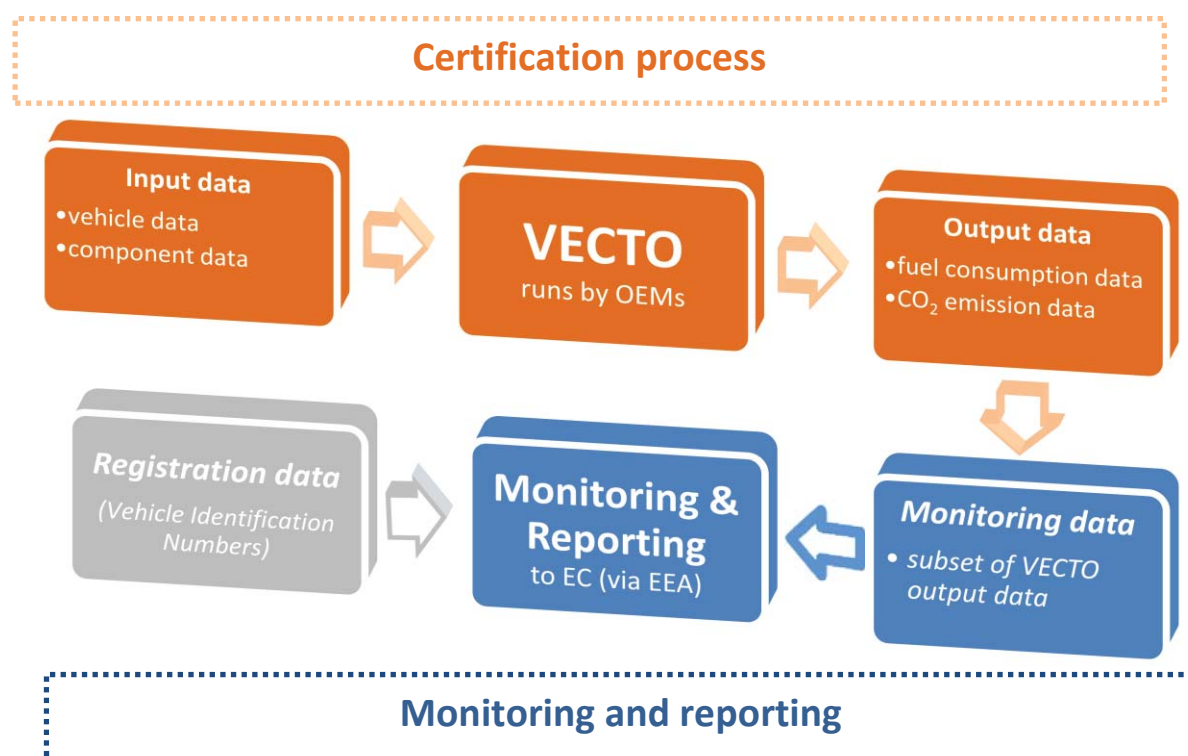 Certification process
Input data
•vehicle data
•component data
VECTO
runs by OEMs
Output data
•fuel consumption data
•CO₂ emission data
Registration data
(Vehicle Identification
Numbers)
Monitoring &
Reporting
to EC (via EEA)
Monitoring data
• subset of VECTO
output data
Monitoring and reporting